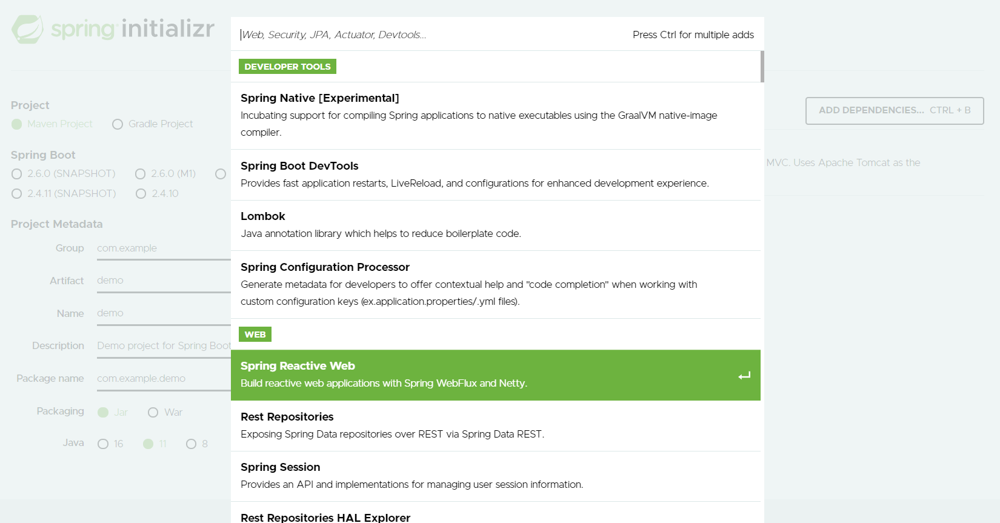 spring initializr
Web, Security, JPA, Actuator, Devtools...
Press Ctrl for multiple adds
DEVELOPER TOOLS
Spring Native [Experimental]
Incubating support for compiling Spring applications to native executables using the GraalVM native-image
compiler.
Spring Boot DevTools
Provides fast application restarts, LiveReload, and configurations for enhanced development experience.
Lombok
Java annotation library which helps to reduce boilerplate code.
Spring Configuration Processor
Generate metadata for developers to offer contextual help and "code completion" when working with
custom configuration keys (ex.application.properties/.yml files).
WEB
Spring Reactive Web
Build reactive web applications with Spring WebFlux and Netty.
Rest Repositories
Exposing Spring Data repositories over REST via Spring Data REST.
Spring Session
Provides an API and implementations for managing user session information.
Rest Repositories HAL Explorer
Project
Maven Project
Gradle Project
Spring Boot
2.6.0 (SNAPSHOT)
2.6.0 (M1)
2.4.11 (SNAPSHOT)
2.4.10
Project Metadata
Group com.example
Artifact demo
Name demo
Description Demo project for Spring Boot
Package name com.example.demo
Packaging Jar War
Java 16 11 8
ADD DEPENDENCIES... CTRL + B
MVC. Uses Apache Tomcat as the